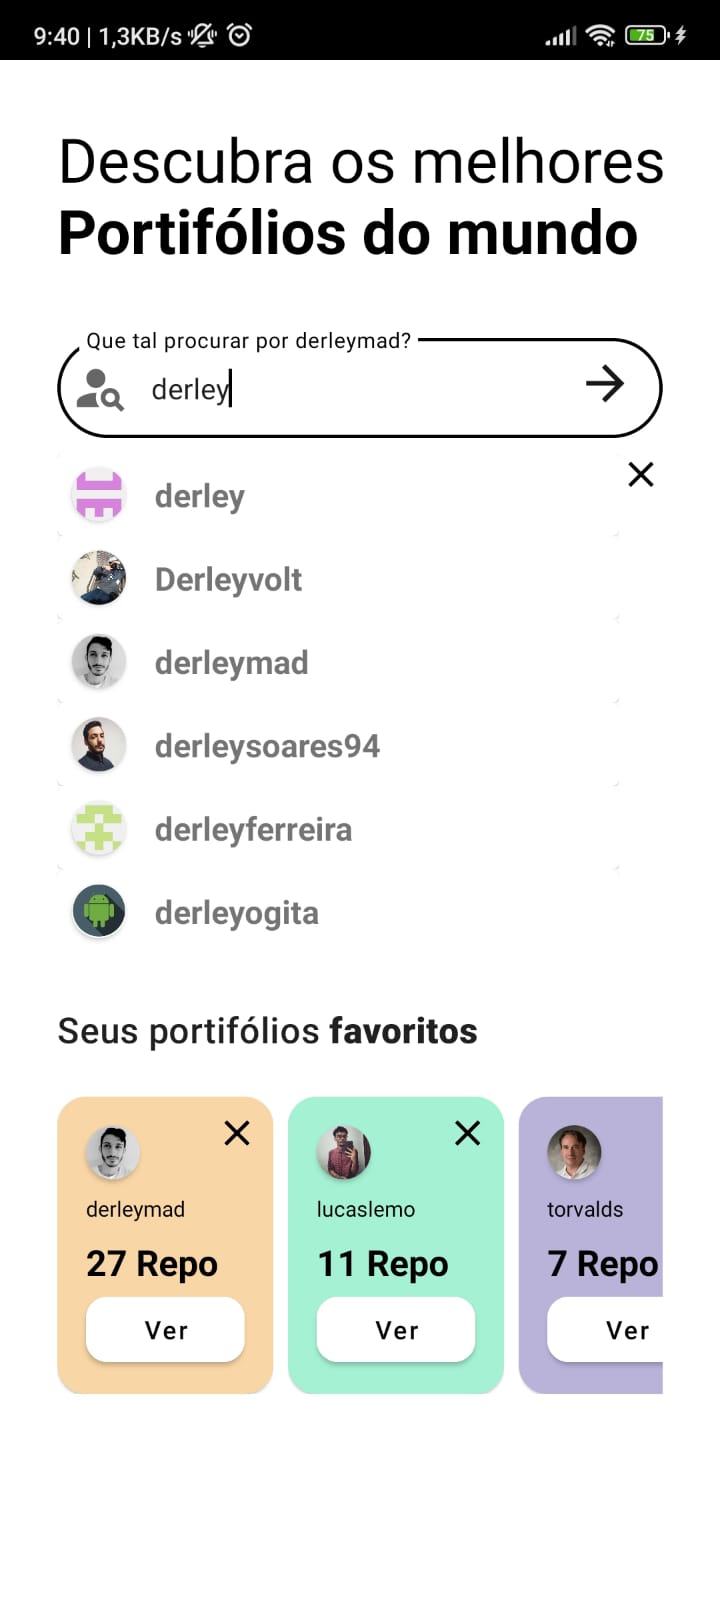 9:40 | 1,3KB/s
75
Descubra os melhores
Portifólios do mundo
Que tal procurar por derleymad?
derley
derley
Derleyvolt
derleymad
derleysoares94
derleyferreira
derleyogita
Seus portifólios favoritos
derleymad
27 Repo
Ver
lucaslemo
11 Repo
Ver
torvalds
7 Repo
Ver